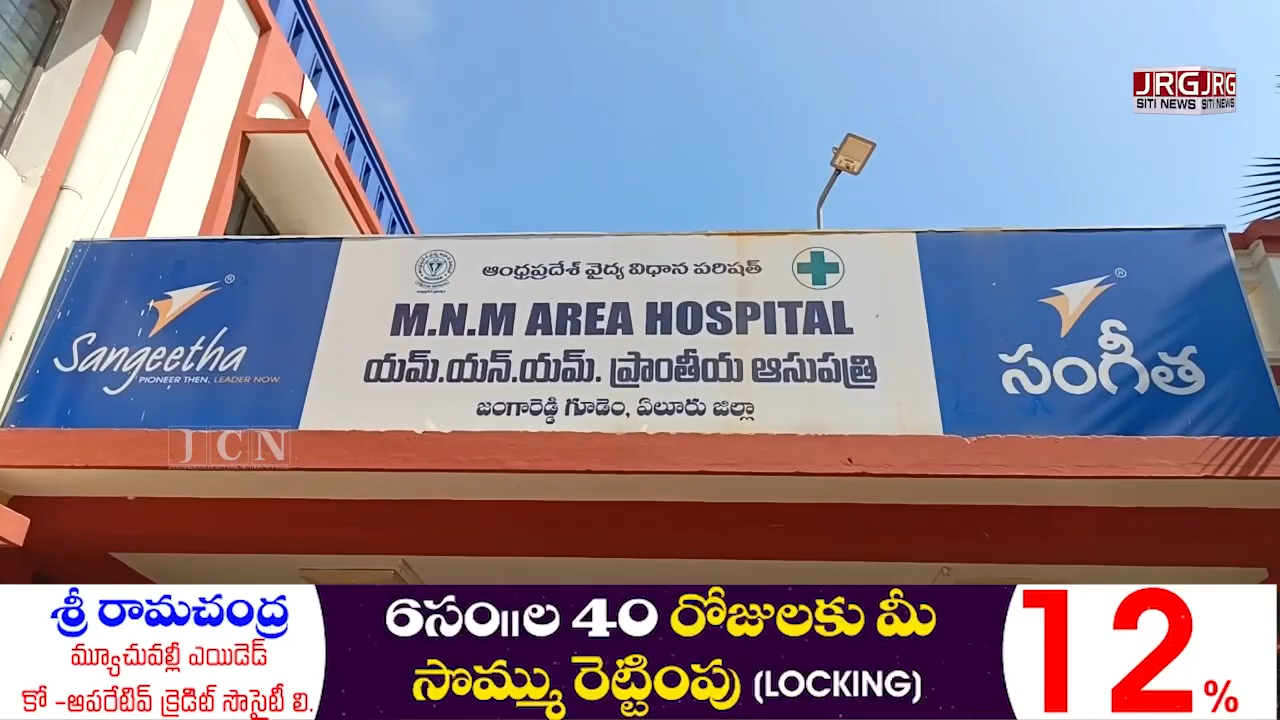 JRG JRG
SITI NEWS SITI NEWS
ఆంధ్రప్రదేశ్ వైద్య విధాన పరిషత్
M.N.M AREA HOSPITAL
యమ్.యన్.యమ్. ప్రాంతీయ ఆసుపత్రి
జంగారెడ్డి గూడెం, ఏలూరు జిల్లా
Sangeetha ®
PIONEER THEN, LEADER NOW
సంగీత ®
JCN
శ్రీ రామచంద్ర
మ్యూచువల్లీ ఎయిడెడ్
కో -ఆపరేటివ్ క్రెడిట్ సొసైటీ లి.
6సం॥ల 40 రోజులకు మీ
సొమ్ము రెట్టింపు (LOCKING)
12%